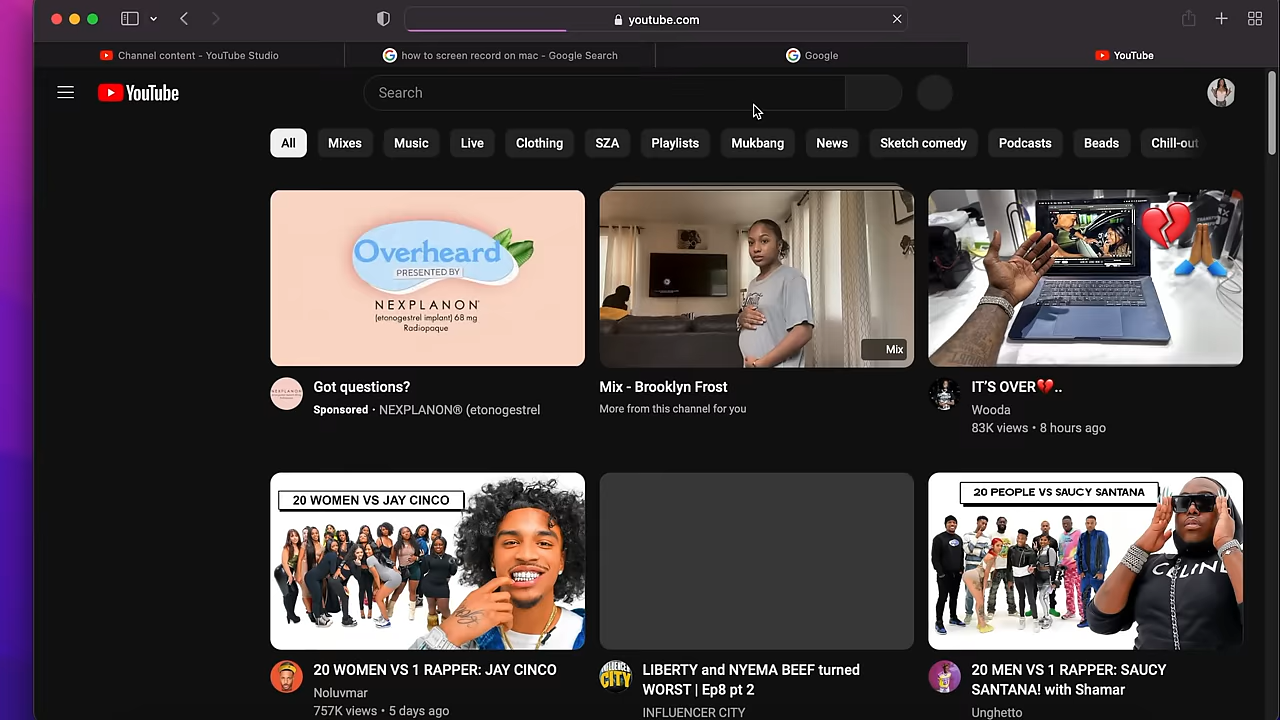 youtube.com
Channel content - YouTube Studio
how to screen record on mac - Google Search
Google
YouTube
YouTube
Search
All
Mixes
Music
Live
Clothing
SZA
Playlists
Mukbang
News
Sketch comedy
Podcasts
Beads
Chill-out
Overheard
PRESENTED BY
NEXPLANON
(etonogestrel implant) 68 mg
Radiopaque
Mix
Got questions?
Sponsored • NEXPLANON® (etonogestrel
Mix - Brooklyn Frost
More from this channel for you
IT'S OVER💔..
Wooda
83K views • 8 hours ago
20 WOMEN VS JAY CINCO
20 PEOPLE VS SAUCY SANTANA
CELINE
20 WOMEN VS 1 RAPPER: JAY CINCO
Noluvmar
757K views • 5 days ago
INFLUENCER
CITY
LIBERTY and NYEMA BEEF turned
WORST | Ep8 pt 2
INFLUENCER CITY
20 MEN VS 1 RAPPER: SAUCY
SANTANA! with Shamar
Unghetto